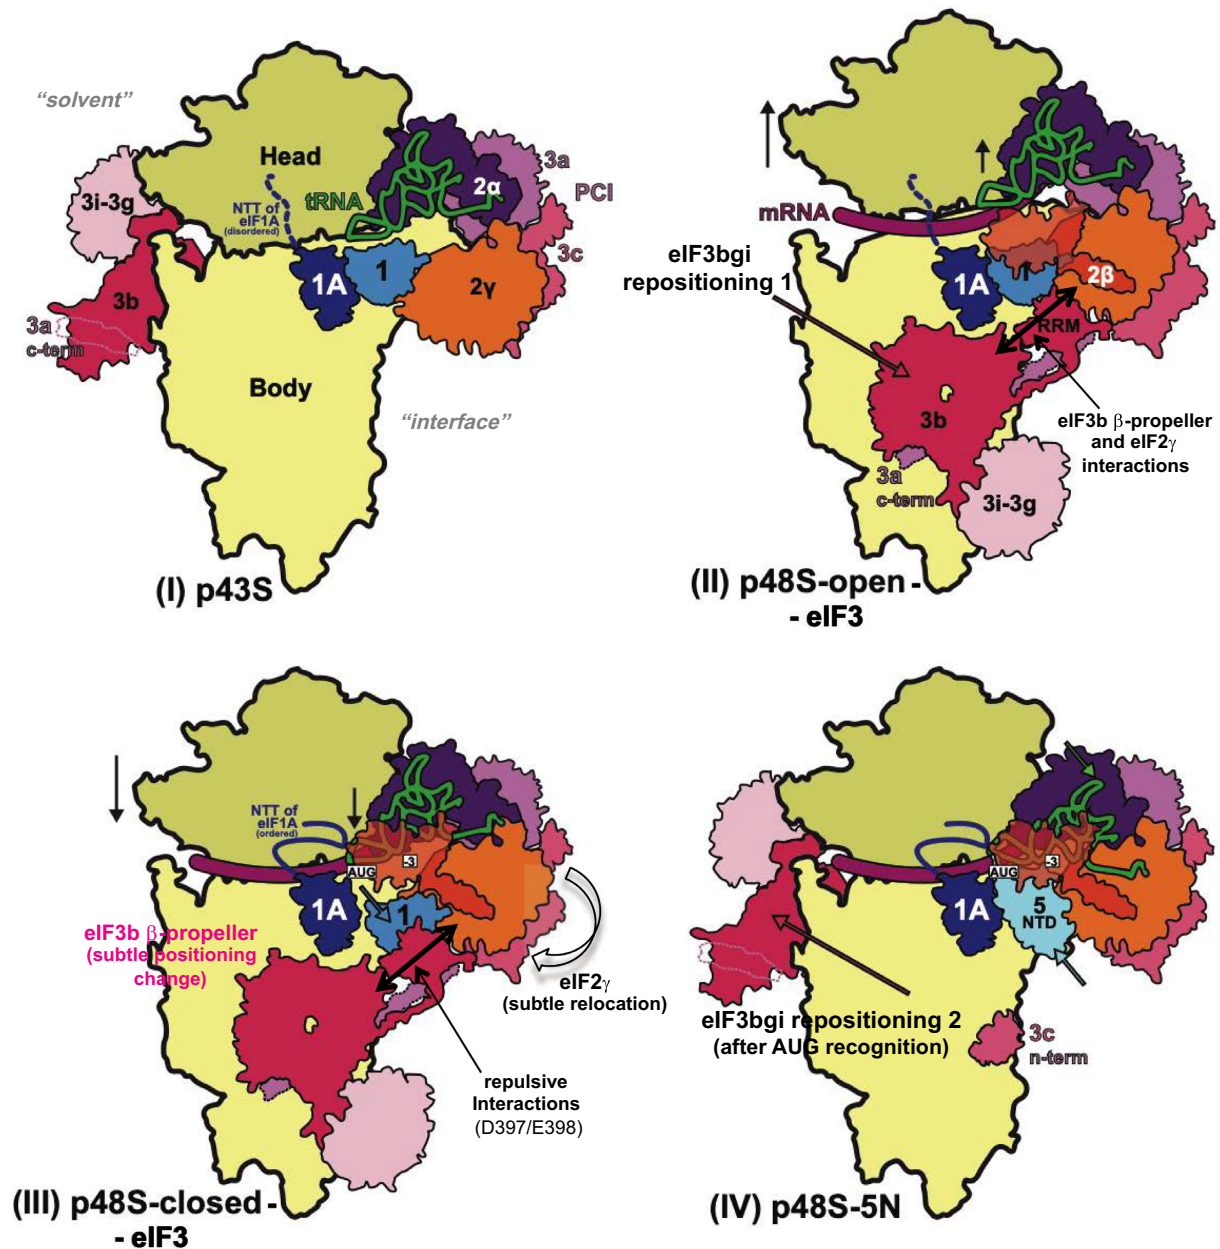 “solvent”
Head
3i-3g
tRNA
2α
3a
PCI
NTT of
eIF1A
(disordered)
3c
1A
1
2γ
3b
3a
c-term
Body
“interface”
(I) p43S
mRNA
eIF3bgi
repositioning 1
1A
1
2β
RRM
3b
eIF3b β-propeller
and eIF2γ
interactions
3a
c-term
3i-3g
(II) p48S-open -
- eIF3
NTT of
eIF1A
(ordered)
AUG
-3
1A
1
eIF3b β-propeller
(subtle positioning
change)
eIF2γ
(subtle relocation)
repulsive
Interactions
(D397/E398)
(III) p48S-closed -
- eIF3
AUG
-3
1A
5
NTD
eIF3bgi repositioning 2
(after AUG recognition)
3c
n-term
(IV) p48S-5N